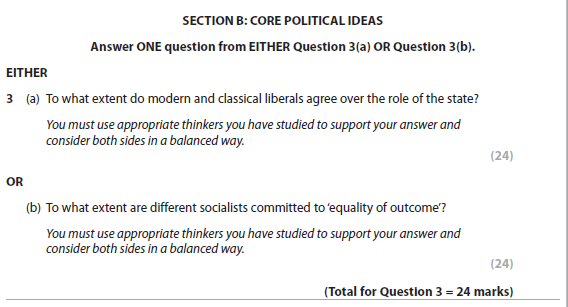 SECTION B: CORE POLITICAL IDEAS
Answer ONE question from EITHER Question 3(a) OR Question 3(b).
EITHER
3 (a) To what extent do modern and classical liberals agree over the role of the state?
You must use appropriate thinkers you have studied to support your answer and
consider both sides in a balanced way.
(24)
OR
(b) To what extent are different socialists committed to ‘equality of outcome’?
You must use appropriate thinkers you have studied to support your answer and
consider both sides in a balanced way.
(24)
(Total for Question 3 = 24 marks)